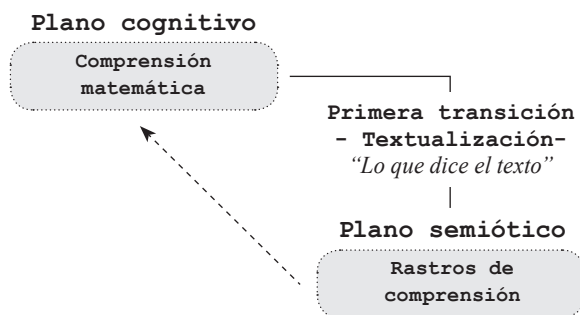 Plano cognitivo
Comprensión
matemática
Primera transición
- Textualización-
“Lo que dice el texto”
Plano semiótico
Rastros de
comprensión